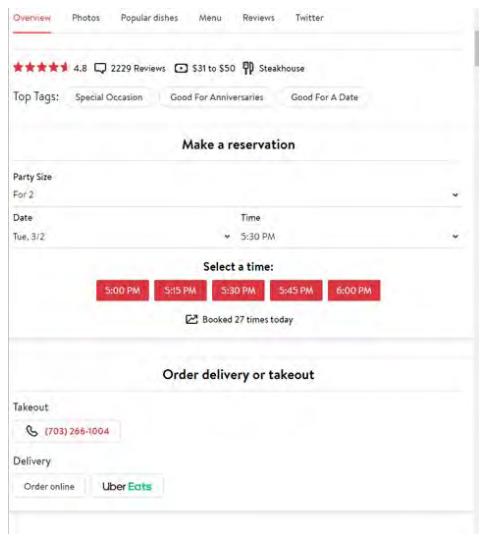 Overview Photos Popular dishes Menu Reviews Twitter
4.8 2229 Reviews $31 to $50 Steakhouse
Top Tags: Special Occasion Good For Anniversaries Good For A Date
Make a reservation
Party Size
For 2
Date Time
Tue, 3/2 5:30 PM
Select a time:
5:00 PM 5:15 PM 5:30 PM 5:45 PM 6:00 PM
Booked 27 times today
Order delivery or takeout
Takeout
(703) 266-1004
Delivery
Order online Uber Eats